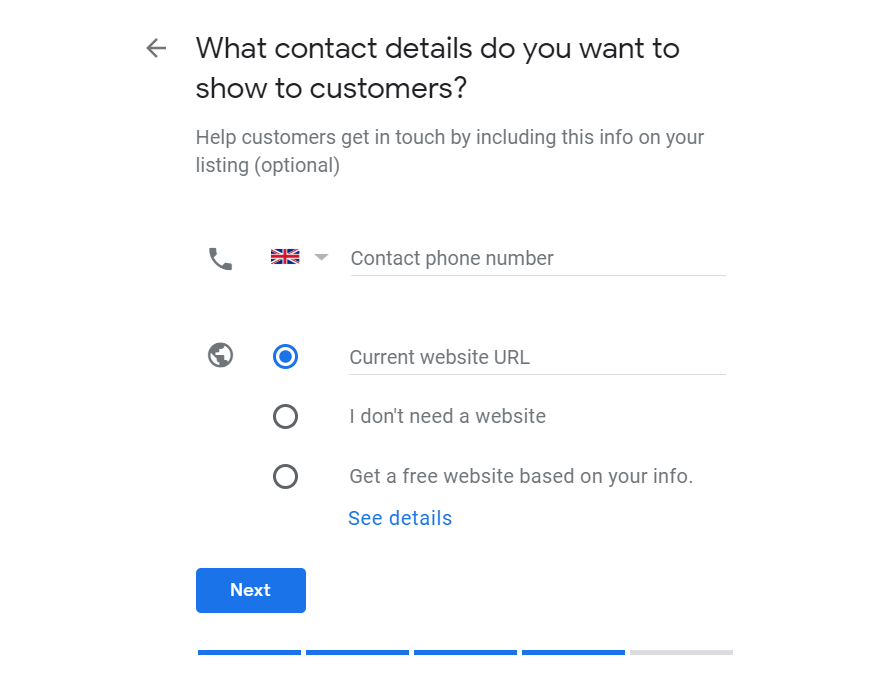 What contact details do you want to
show to customers?
Help customers get in touch by including this info on your
listing (optional)
Contact phone number
Current website URL
I don't need a website
Get a free website based on your info.
See details
Next